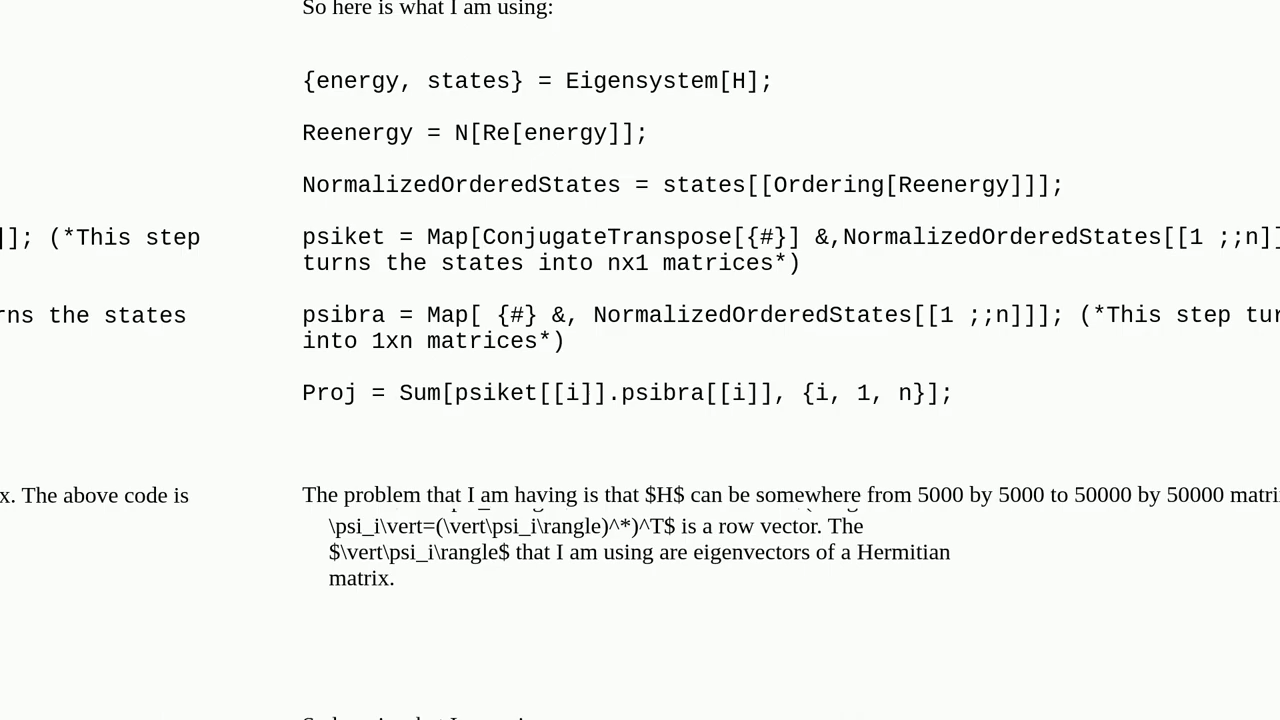 So here is what I am using:
{energy, states} = Eigensystem[H];
Reenergy = N[Re[energy]];
NormalizedOrderedStates = states[[Ordering[Reenergy]]];
]]; (*This step
psiket = Map[ConjugateTranspose[{#}] &,NormalizedOrderedStates[[1 ;;n]]
turns the states into nx1 matrices*)
rns the states
psibra = Map[ {#} &, NormalizedOrderedStates[[1 ;;n]]]; (*This step tur
into 1xn matrices*)
Proj = Sum[psiket[[i]].psibra[[i]], {i, 1, n}];
x. The above code is
The problem that I am having is that $H$ can be somewhere from 5000 by 5000 to 50000 by 50000 matri
\psi_i\vert=(\vert\psi_i\rangle)^*)^T$ is a row vector. The
$\vert\psi_i\rangle$ that I am using are eigenvectors of a Hermitian
matrix.